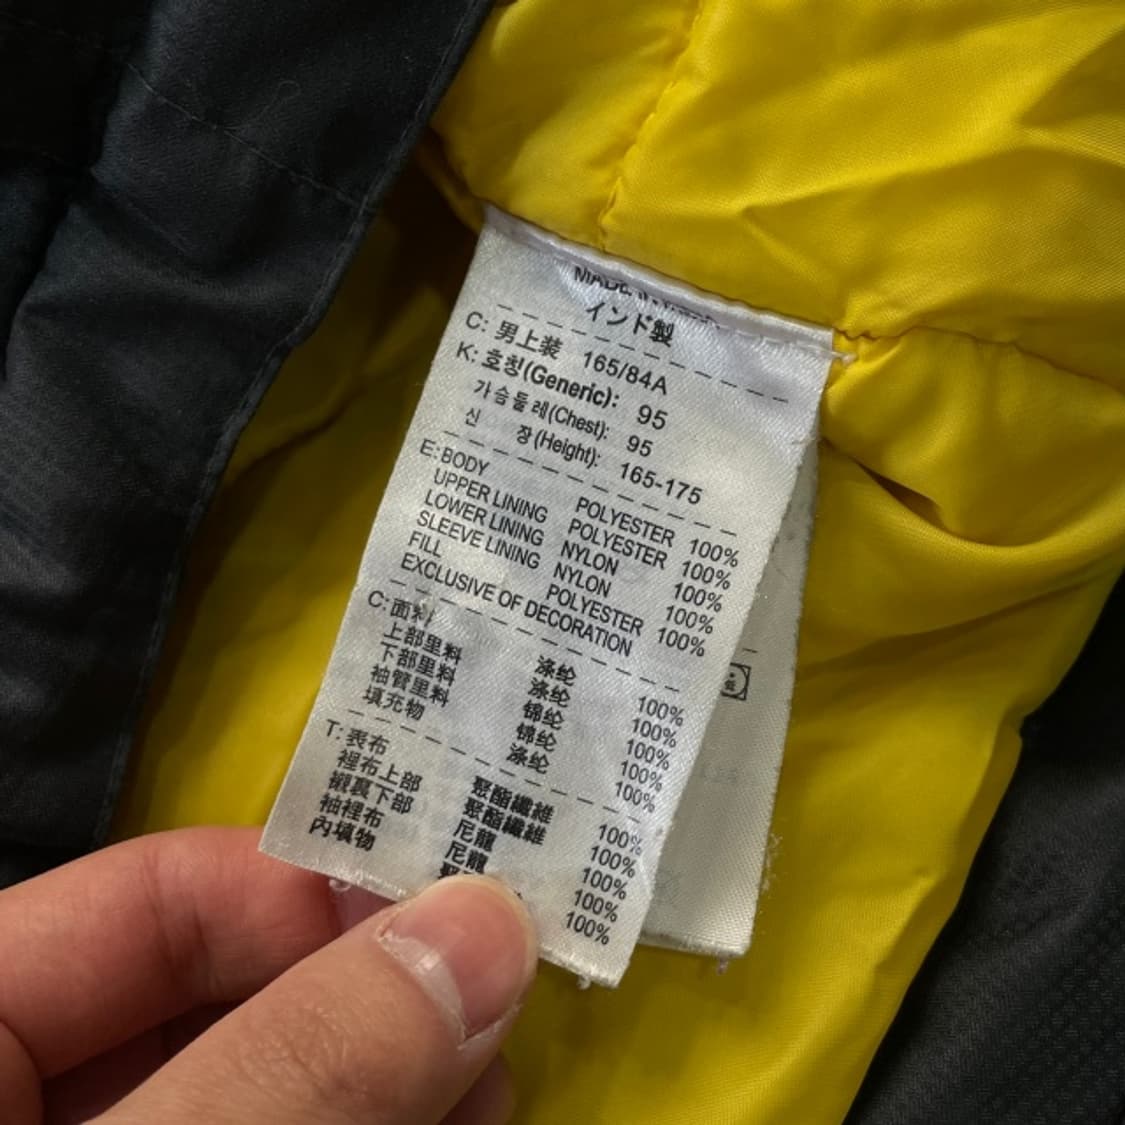 MADE IN
インド製
C: 男上装 165/84A
K: 호칭(Generic): 95
가슴둘레(Chest): 95
신 장(Height): 165-175
E: BODY POLYESTER 100%
UPPER LINING POLYESTER 100%
LOWER LINING NYLON 100%
SLEEVE LINING NYLON 100%
FILL POLYESTER 100%
EXCLUSIVE OF DECORATION
C: 面料 涤纶 100%
上部里料 涤纶 100%
下部里料 锦纶 100%
袖管里料 锦纶 100%
填充物 涤纶 100%
T: 表布 聚酯纖維 100%
裡布上部 聚酯纖維 100%
襯裏下部 尼龍 100%
袖裡布 尼龍 100%
內填物 100%